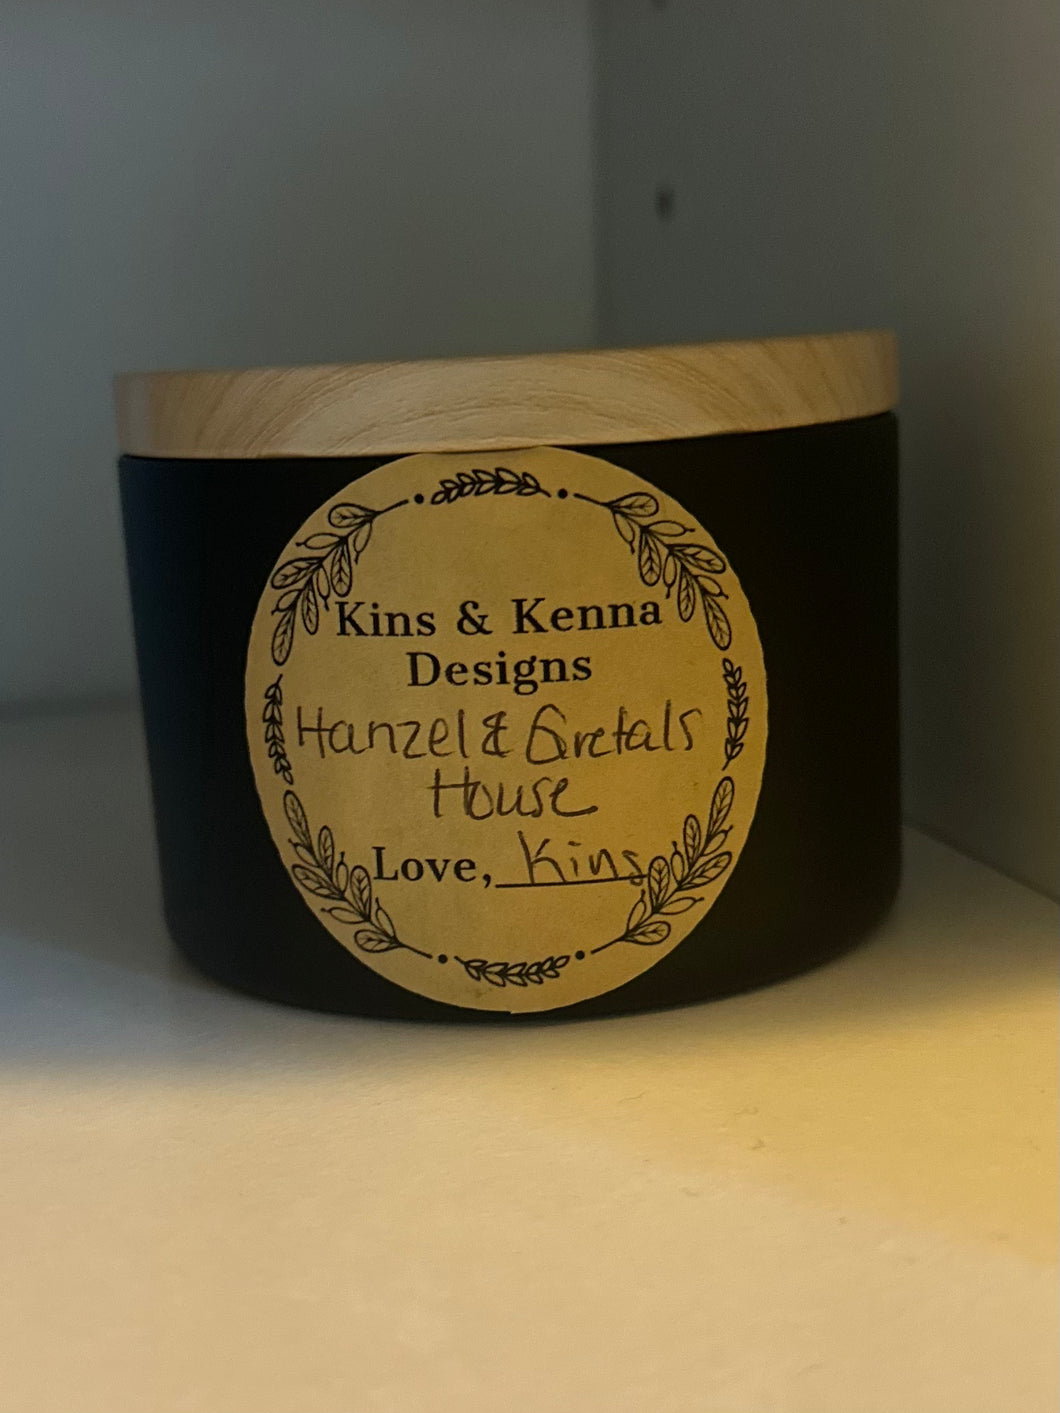 Kins & Kenna
Designs
Hanzel & Gretals
House
Love, Kins